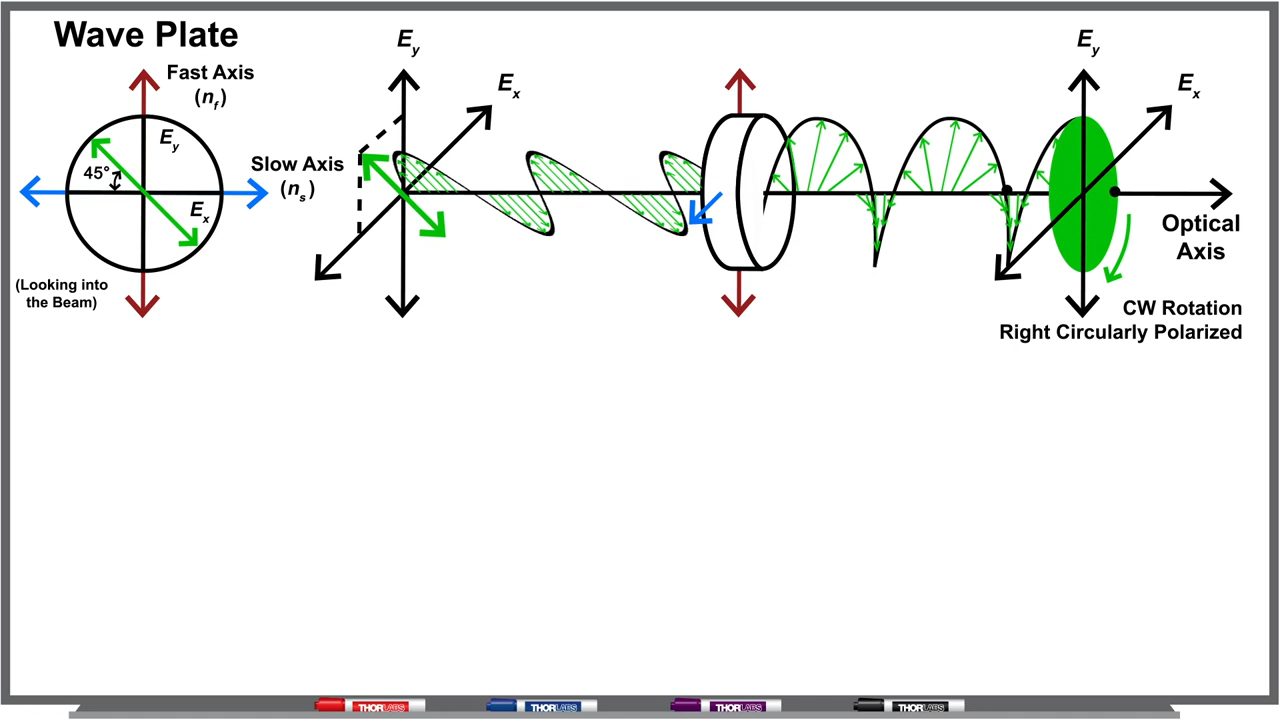 Wave Plate
Fast Axis
(nf)
Ey
45°
Ex
Slow Axis
(ns)
(Looking into
the Beam)
Ey
Ex
Ey
Ex
Optical
Axis
CW Rotation
Right Circularly Polarized
THORLABS
THORLABS
THORLABS
THORLABS